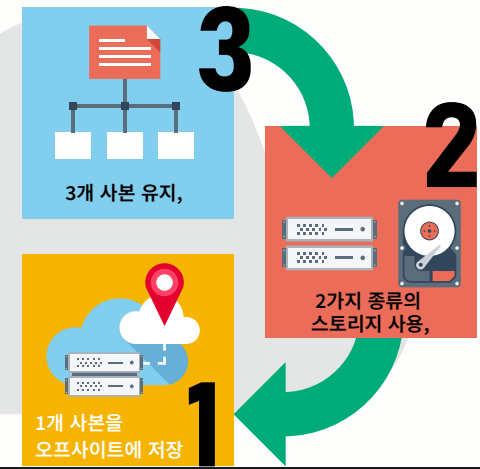 3
3개 사본 유지,
2
2가지 종류의
스토리지 사용,
1
1개 사본을
오프사이트에 저장